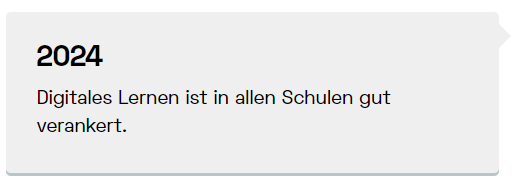 2024
Digitales Lernen ist in allen Schulen gut
verankert.